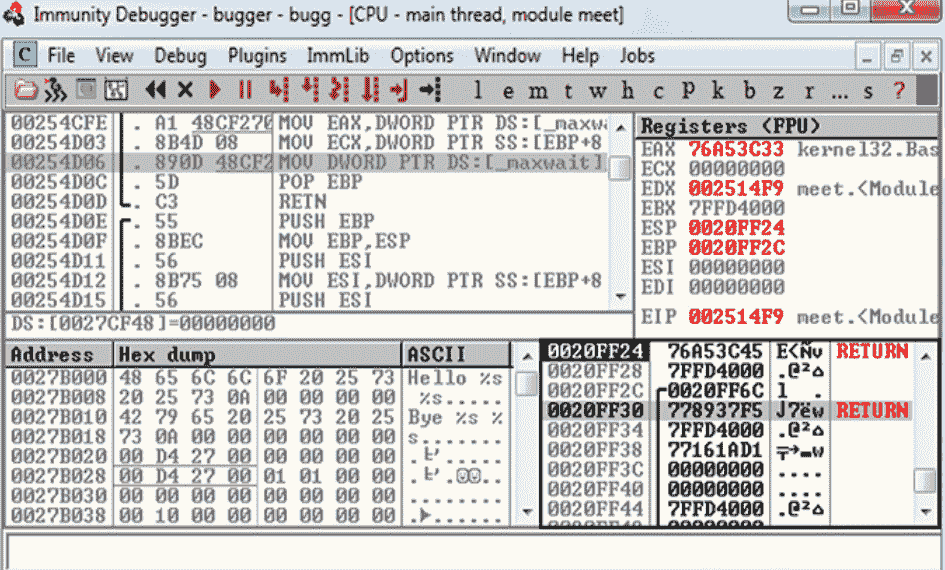 Immunity Debugger - bugger - bugg - [CPU - main thread, module meet]
C File View Debug Plugins ImmLib Options Window Help Jobs
l e m t w h c P k b z r ... s ?
00254CFE . A1 48CF270 MOV EAX,DWORD PTR DS:[_maxwa
00254D03 . 8B4D 08 MOV ECX,DWORD PTR SS:[EBP+8
00254D06 . 890D 48CF2 MOV DWORD PTR DS:[_maxwait]
00254D0C . 5D POP EBP
00254D0D . C3 RETN
00254D0E . 55 PUSH EBP
00254D0F . 8BEC MOV EBP,ESP
00254D11 . 56 PUSH ESI
00254D12 . 8B75 08 MOV ESI,DWORD PTR SS:[EBP+8
00254D15 . 56 PUSH ESI
DS:[0027CF48]=00000000
Registers (FPU)
EAX 76A53C33 kernel32.Bas
ECX 00000000
EDX 002514F9 meet.<Module
EBX 7FFD4000
ESP 0020FF24
EBP 0020FF2C
ESI 00000000
EDI 00000000
EIP 002514F9 meet.<Module
Address Hex dump ASCII
0027B000 48 65 6C 6C 6F 20 25 73 Hello %s
0027B008 20 25 73 0A 00 00 00 00 %s.....
0027B010 42 79 65 20 25 73 20 25 Bye %s %
0027B018 73 0A 00 00 00 00 00 00 s.......
0027B020 00 D4 27 00 00 00 00 00 .╘'.....
0027B028 00 D4 27 00 01 01 00 00 .╘'.☺☺..
0027B030 00 00 00 00 00 00 00 00 ........
0027B038 00 10 00 00 00 00 00 00 .►......
0020FF24 76A53C45 E<Ñv RETURN
0020FF28 7FFD4000 .@²⌂
0020FF2C 0020FF6C l .
0020FF30 778937F5 J7ëw RETURN
0020FF34 7FFD4000 .@²⌂
0020FF38 77161AD1 ╤→▬w
0020FF3C 00000000 ....
0020FF40 00000000 ....
0020FF44 7FFD4000 .@²⌂